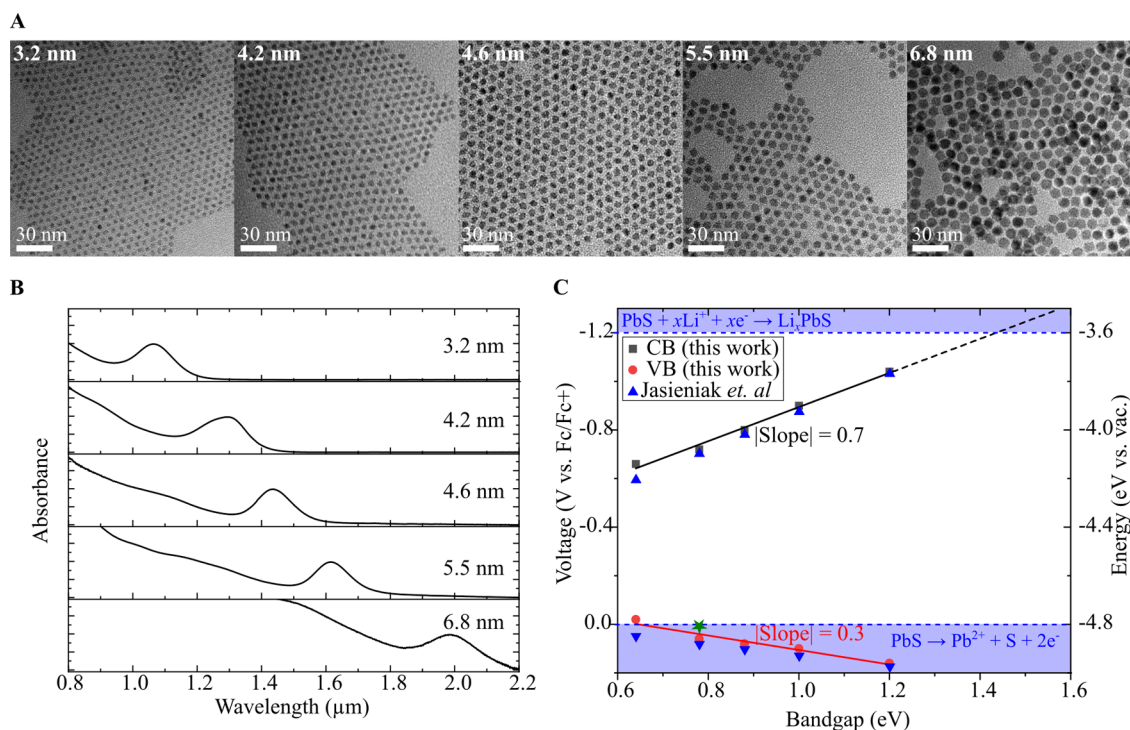 A
3.2 nm
4.2 nm
4.6 nm
5.5 nm
6.8 nm
30 nm
30 nm
30 nm
30 nm
30 nm
B
Absorbance
3.2 nm
4.2 nm
4.6 nm
5.5 nm
6.8 nm
0.8 1.0 1.2 1.4 1.6 1.8 2.0 2.2
Wavelength (µm)
C
Voltage (V vs. Fc/Fc+)
-1.2
-0.8
-0.4
0.0
PbS + xLi⁺ + xe⁻ → LiₓPbS
CB (this work)
VB (this work)
Jasieniak et. al
|Slope| = 0.7
|Slope| = 0.3
PbS → Pb²⁺ + S + 2e⁻
-3.6
-4.0
-4.4
-4.8
Energy (eV vs. vac.)
0.6 0.8 1.0 1.2 1.4 1.6
Bandgap (eV)